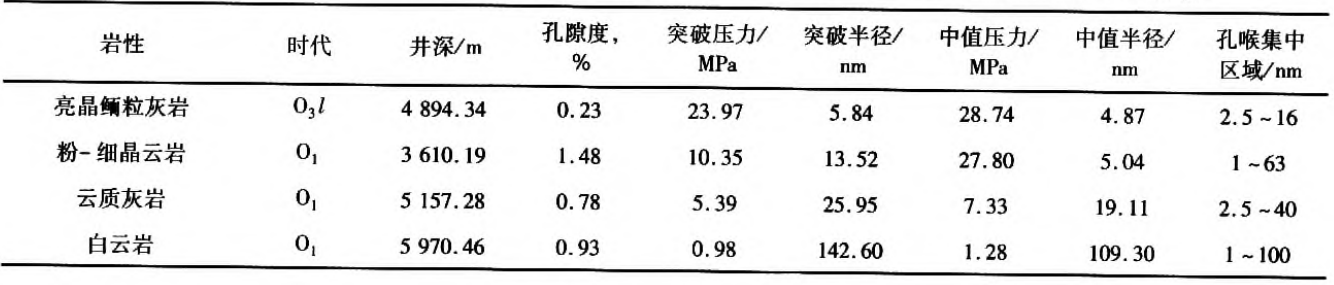 岩性 时代 井深/m 孔隙度, % 突破压力/ MPa 突破半径/ nm 中值压力/ MPa 中值半径/ nm 孔喉集中 区域/nm
亮晶鲕粒灰岩 O3l 4 894.34 0.23 23.97 5.84 28.74 4.87 2.5~16
粉-细晶云岩 O1 3 610.19 1.48 10.35 13.52 27.80 5.04 1~63
云质灰岩 O1 5 157.28 0.78 5.39 25.95 7.33 19.11 2.5~40
白云岩 O1 5 970.46 0.93 0.98 142.60 1.28 109.30 1~100